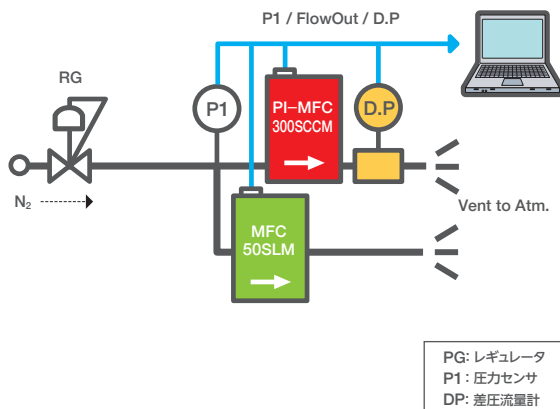 P1 / FlowOut / D.P
RG
P1
PI-MFC
300SCCM
D.P
N₂
Vent to Atm.
MFC
50SLM
PG: レギュレータ
P1: 圧力センサ
DP: 差圧流量計